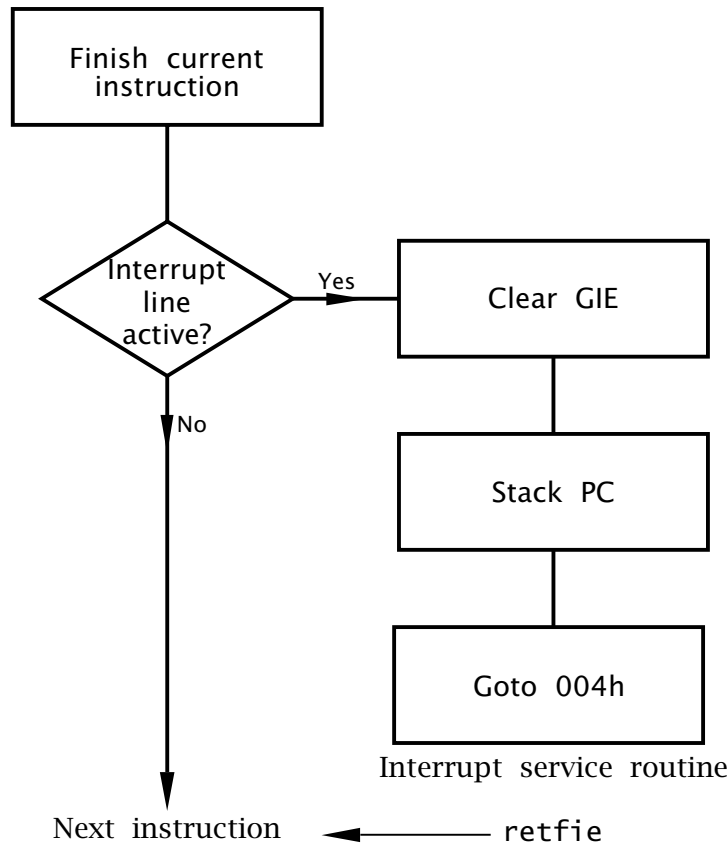 Finish current
instruction
Interrupt
line
active?
Yes
Clear GIE
No
Stack PC
Goto 004h
Interrupt service routine
Next instruction
retfie